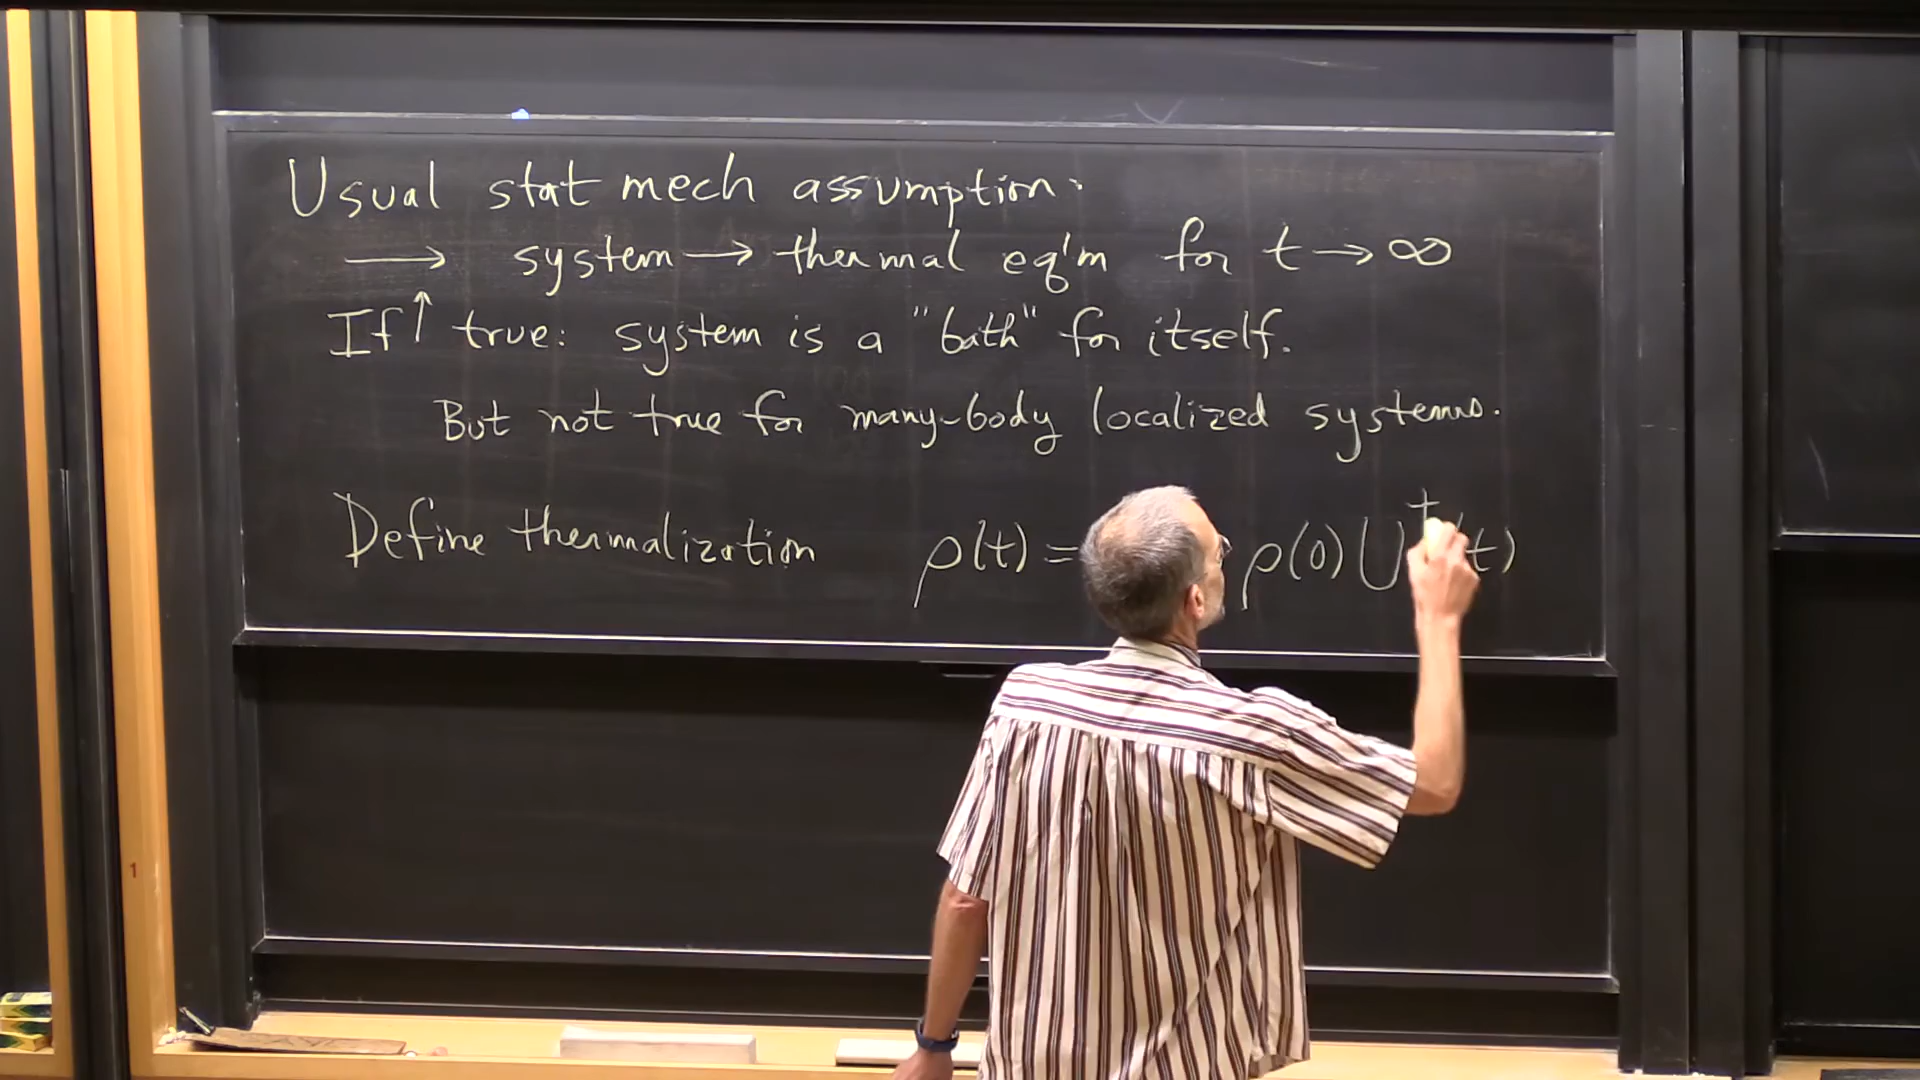 Usual stat mech assumption:
⟶ system → thermal eq'm for t → ∞
If ↑ true: system is a "bath" for itself.
But not true for many-body localized systems.
Define thermalization ρ(t) = ρ(0) U†(t)
1